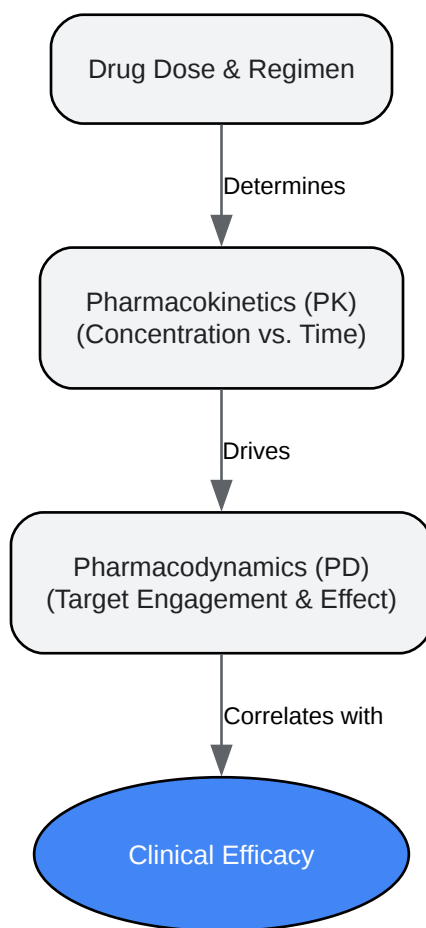 Drug Dose & Regimen
Determines
Pharmacokinetics (PK)
(Concentration vs. Time)
Drives
Pharmacodynamics (PD)
(Target Engagement & Effect)
Correlates with
Clinical Efficacy